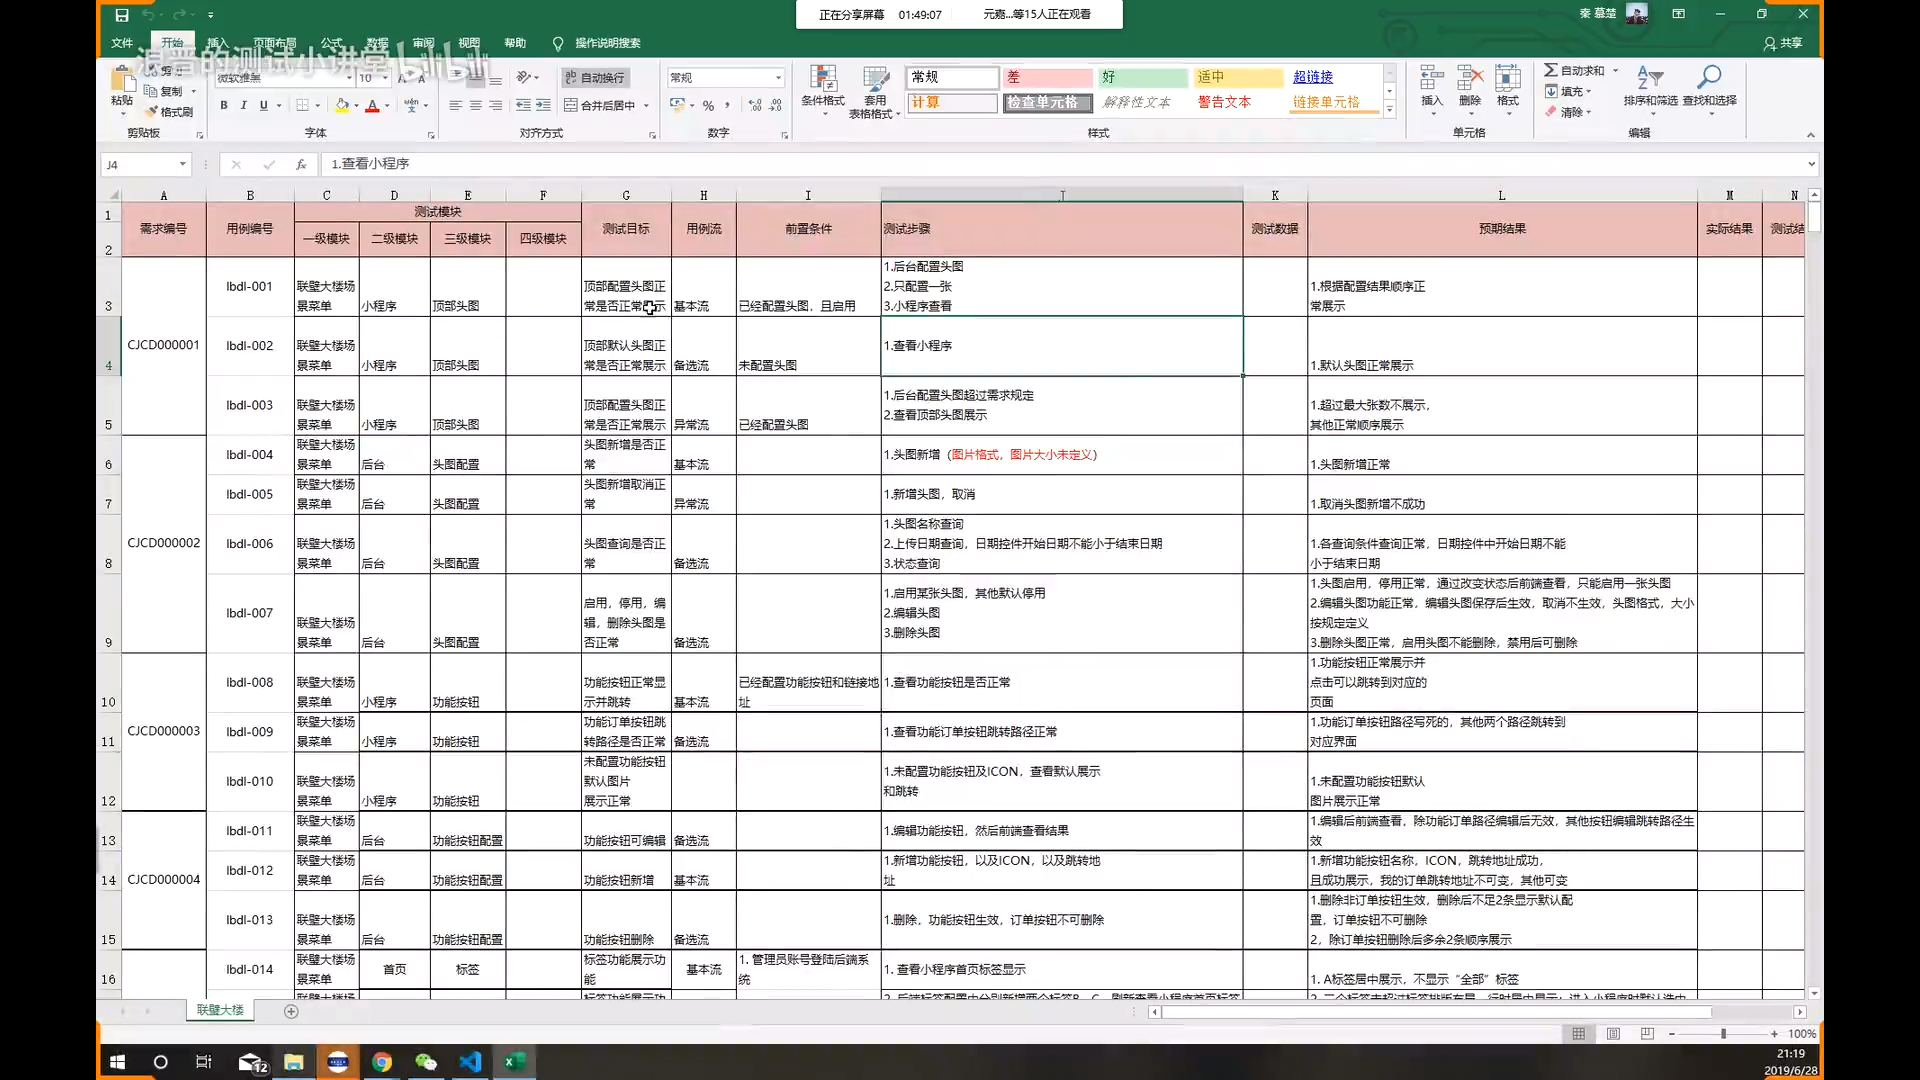 正在分享屏幕 01:49:07 元嘉...等15人正在观看
秦 慕楚
文件 开始 插入 页面布局 公式 数据 审阅 视图 帮助 操作说明搜索 共享
浪晋的测试小讲堂 bilibili
粘贴 剪切 复制 格式刷 剪贴板
微软雅黑 10 B I U A 字体
自动换行 合并后居中 对齐方式
常规 % 数字
条件格式 套用表格格式
常规 差 好 适中 超链接
计算 检查单元格 解释性文本 警告文本 链接单元格
样式
插入 删除 格式 单元格
自动求和 填充 清除 排序和筛选 查找和选择 编辑
J4 fx 1.查看小程序
A B C D E F G H I J K L M N
1 2 需求编号 用例编号 测试模块 测试目标 用例流 前置条件 测试步骤 测试数据 预期结果 实际结果 测试结
一级模块 二级模块 三级模块 四级模块
CJCD000001
3 lbdl-001 联璧大楼场景菜单 小程序 顶部头图 顶部配置头图正常是否正常展示 基本流 已经配置头图，且启用
1.后台配置头图
2.只配置一张
3.小程序查看
1.根据配置结果顺序正
常展示
4 lbdl-002 联璧大楼场景菜单 小程序 顶部头图 顶部默认头图正常是否正常展示 备选流 未配置头图
1.查看小程序
1.默认头图正常展示
5 lbdl-003 联璧大楼场景菜单 小程序 顶部头图 顶部配置头图正常是否正常展示 异常流 已经配置头图
1.后台配置头图超过需求规定
2.查看顶部头图展示
1.超过最大张数不展示，
其他正常顺序展示
CJCD000002
6 lbdl-004 联璧大楼场景菜单 后台 头图配置 头图新增是否正常 基本流
1.头图新增（图片格式，图片大小未定义）
1.头图新增正常
7 lbdl-005 联璧大楼场景菜单 后台 头图配置 头图新增取消正常 异常流
1.新增头图，取消
1.取消头图新增不成功
8 lbdl-006 联璧大楼场景菜单 后台 头图配置 头图查询是否正常 备选流
1.头图名称查询
2.上传日期查询，日期控件开始日期不能小于结束日期
3.状态查询
1.各查询条件查询正常，日期控件中开始日期不能
小于结束日期
9 lbdl-007 联璧大楼场景菜单 后台 头图配置 启用，停用，编辑，删除头图是否正常 备选流
1.启用某张头图，其他默认停用
2.编辑头图
3.删除头图
1.头图启用，停用正常，通过改变状态后前端查看，只能启用一张头图
2.编辑头图功能正常，编辑头图保存后生效，取消不生效，头图格式，大小
按规定定义
3.删除头图正常，启用头图不能删除，禁用后可删除
CJCD000003
10 lbdl-008 联璧大楼场景菜单 小程序 功能按钮 功能按钮正常显示并跳转 基本流 已经配置功能按钮和链接地址
1.查看功能按钮是否正常
1.功能按钮正常展示并
点击可以跳转到对应的
页面
11 lbdl-009 联璧大楼场景菜单 小程序 功能按钮 功能订单按钮跳转路径是否正常 备选流
1.查看功能订单按钮跳转路径正常
1.功能订单按钮路径写死的，其他两个路径跳转到
对应界面
12 lbdl-010 联璧大楼场景菜单 小程序 功能按钮 未配置功能按钮默认图片展示正常
1.未配置功能按钮及ICON，查看默认展示
和跳转
1.未配置功能按钮默认
图片展示正常
CJCD000004
13 lbdl-011 联璧大楼场景菜单 后台 功能按钮配置 功能按钮可编辑 备选流
1.编辑功能按钮，然后前端查看结果
1.编辑后前端查看，除功能订单路径编辑后无效，其他按钮编辑跳转路径生
效
14 lbdl-012 联璧大楼场景菜单 后台 功能按钮配置 功能按钮新增 基本流
1.新增功能按钮，以及ICON，以及跳转地
址
1.新增功能按钮名称，ICON，跳转地址成功，
且成功展示，我的订单跳转地址不可变，其他可变
15 lbdl-013 联璧大楼场景菜单 后台 功能按钮配置 功能按钮删除 备选流
1.删除，功能按钮生效，订单按钮不可删除
1.删除非订单按钮生效，删除后不足2条显示默认配
置，订单按钮不可删除
2，除订单按钮删除后多余2条顺序展示
16 lbdl-014 联璧大楼场景菜单 首页 标签 标签功能展示功能 基本流 1. 管理员账号登陆后端系统
1. 查看小程序首页标签显示
1. A标签居中展示，不显示“全部”标签
联璧大楼
100%
12
21:19
2019/6/28